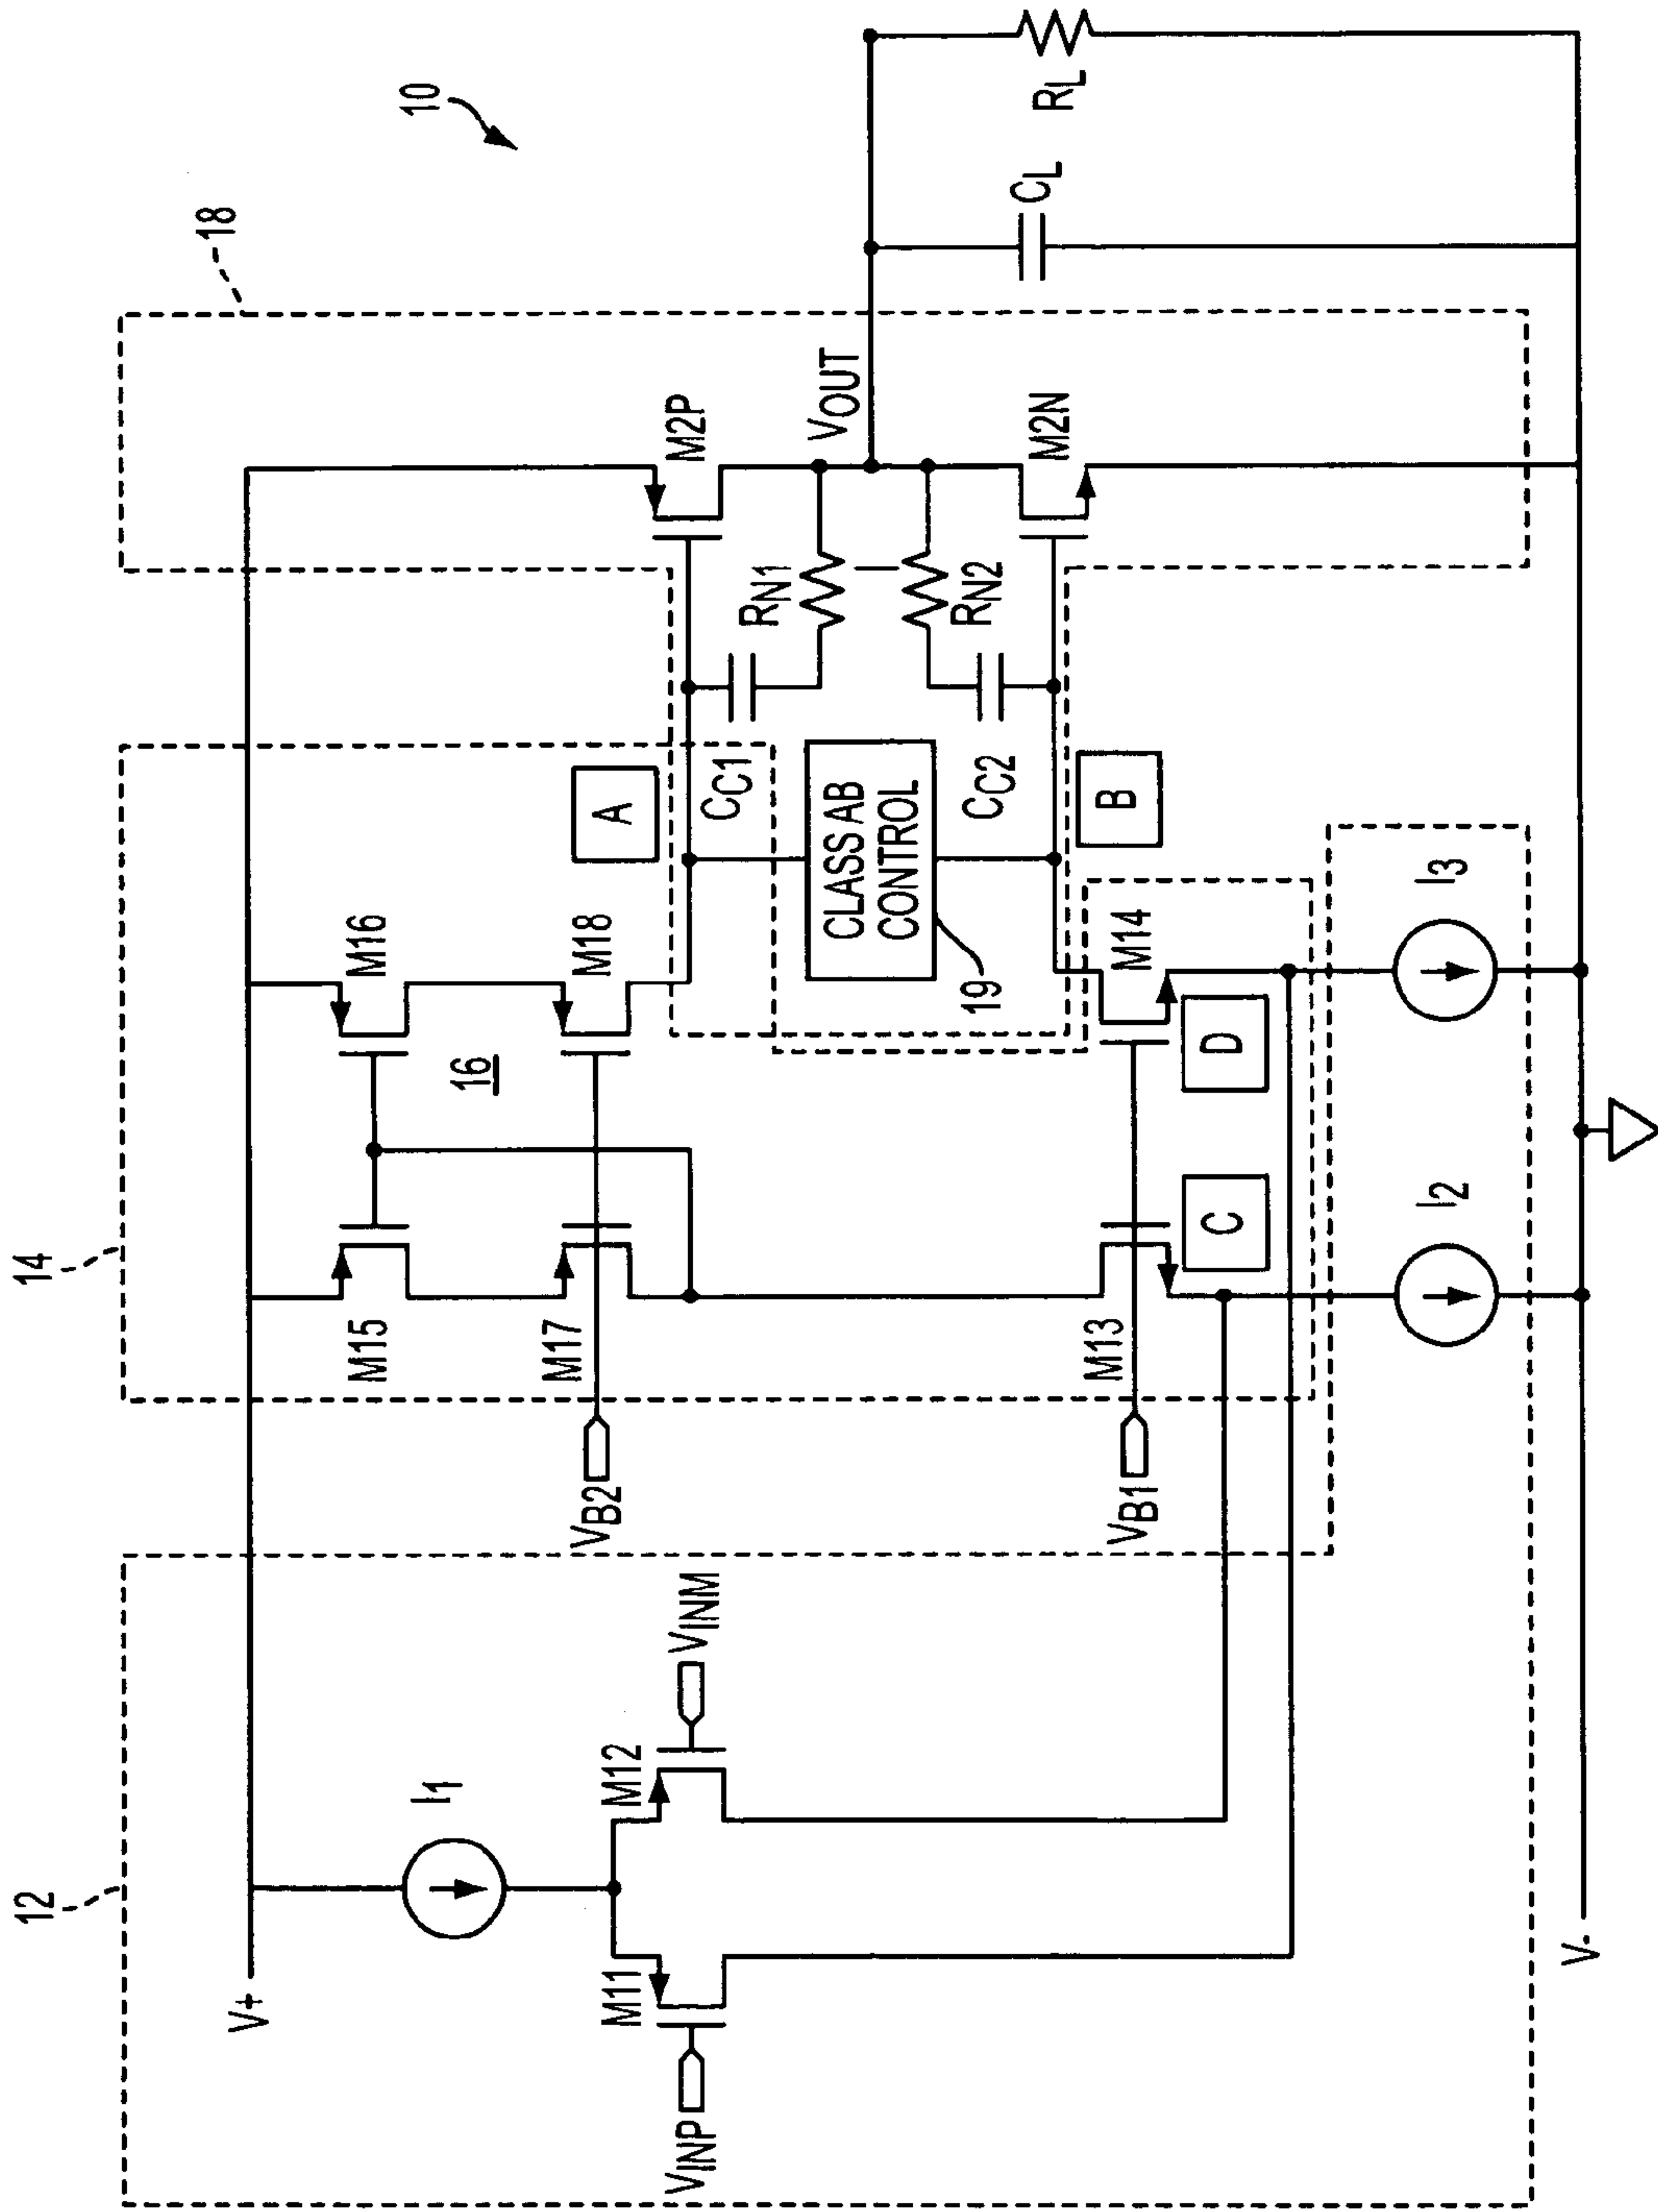 10
12
14
18
V+
I1
M15
M16
M17
16
M18
VB2
A
M2P
CC1
RN1
VOUT
CLASS AB
CONTROL
19
CL
RL
VINP
M11
M12
VINM
CC2
RN2
B
M2N
M13
M14
VB1
C
D
I2
I3
V-